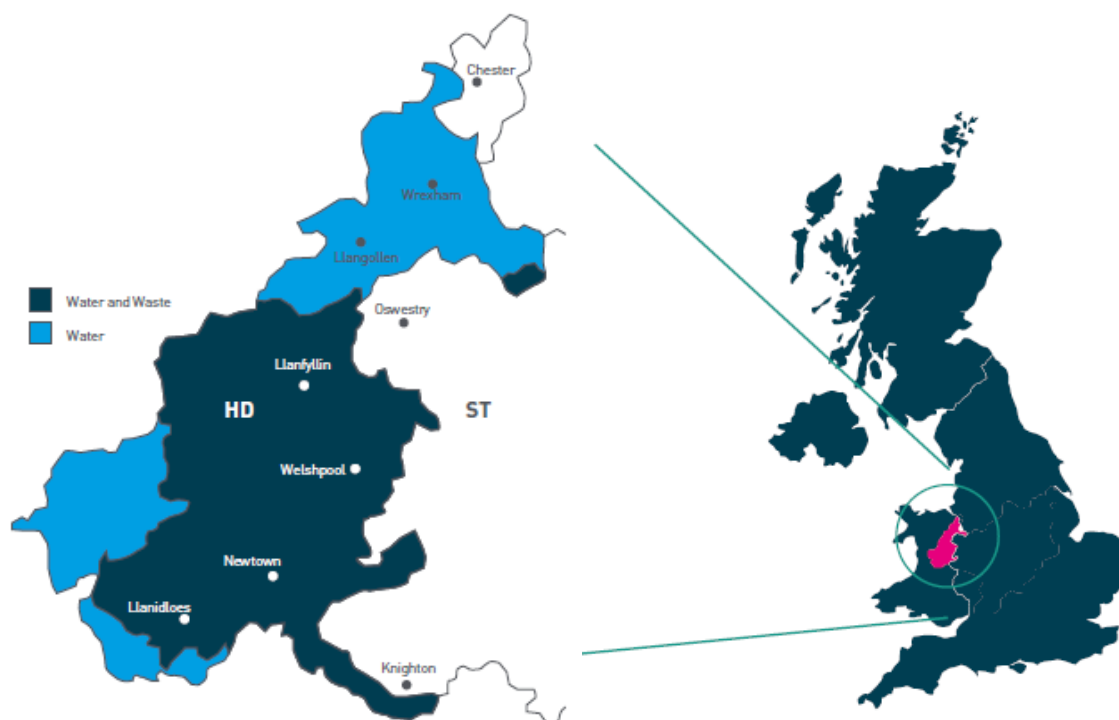 Chester
Wrexham
Llangollen
Water and Waste
Oswestry
Water
Llanfyllin
HD
ST
Welshpool
Newtown
Llanidloes
Knighton